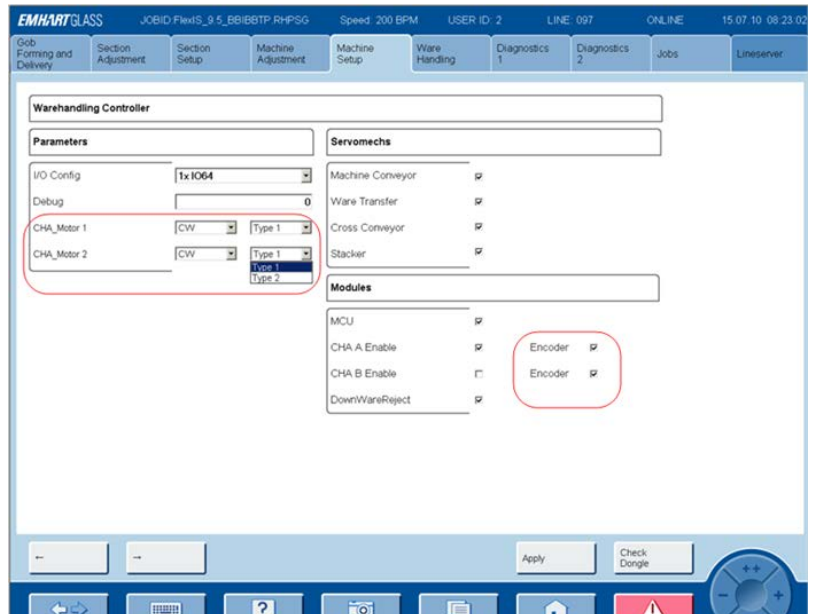 EMHARTGLASS JOBID:FlexIS_9.5_BBIBBTP.RHPSG Speed: 200 BPM USER ID: 2 LINE: 097 ONLINE 15.07.10 08:23:02
Gob Forming and Delivery
Section Adjustment
Section Setup
Machine Adjustment
Machine Setup
Ware Handling
Diagnostics 1
Diagnostics 2
Jobs
Lineserver
Warehandling Controller
Parameters
I/O Config 1x IO64
Debug 0
CHA_Motor 1 CW Type 1
CHA_Motor 2 CW Type 1
Type 1
Type 2
Servomechs
Machine Conveyor
Ware Transfer
Cross Conveyor
Stacker
Modules
MCU
CHA A Enable Encoder
CHA B Enable Encoder
DownWareReject
← → Apply Check Dongle
++
- +
?